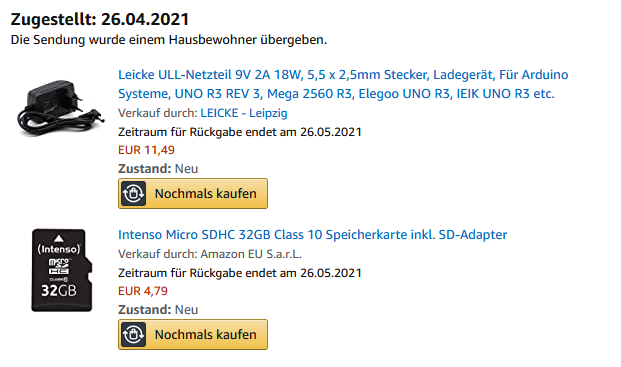 Zugestellt: 26.04.2021
Die Sendung wurde einem Hausbewohner übergeben.
Leicke ULL-Netzteil 9V 2A 18W, 5,5 x 2,5mm Stecker, Ladegerät, Für Arduino
Systeme, UNO R3 REV 3, Mega 2560 R3, Elegoo UNO R3, IEIK UNO R3 etc.
Verkauf durch: LEICKE - Leipzig
Zeitraum für Rückgabe endet am 26.05.2021
EUR 11,49
Zustand: Neu
Nochmals kaufen
(intenso)
micro
SD
HC
CLASS 10
32GB
Intenso Micro SDHC 32GB Class 10 Speicherkarte inkl. SD-Adapter
Verkauf durch: Amazon EU S.a.r.L.
Zeitraum für Rückgabe endet am 26.05.2021
EUR 4,79
Zustand: Neu
Nochmals kaufen